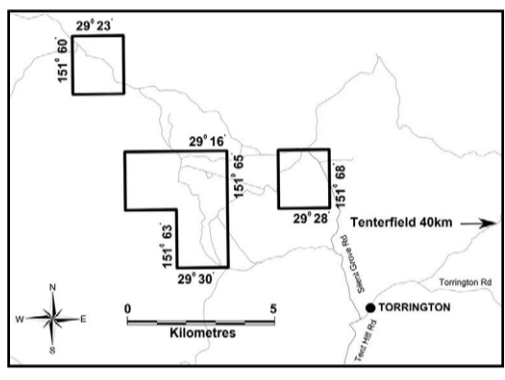 29° 23'
151° 60'
29° 16'
151° 65'
151° 68'
29° 28'
151° 63'
29° 30'
Tenterfield 40km
Silent Grove Rd
Torrington Rd
TORRINGTON
Tent Hill Rd
N
W
E
S
0
5
Kilometres